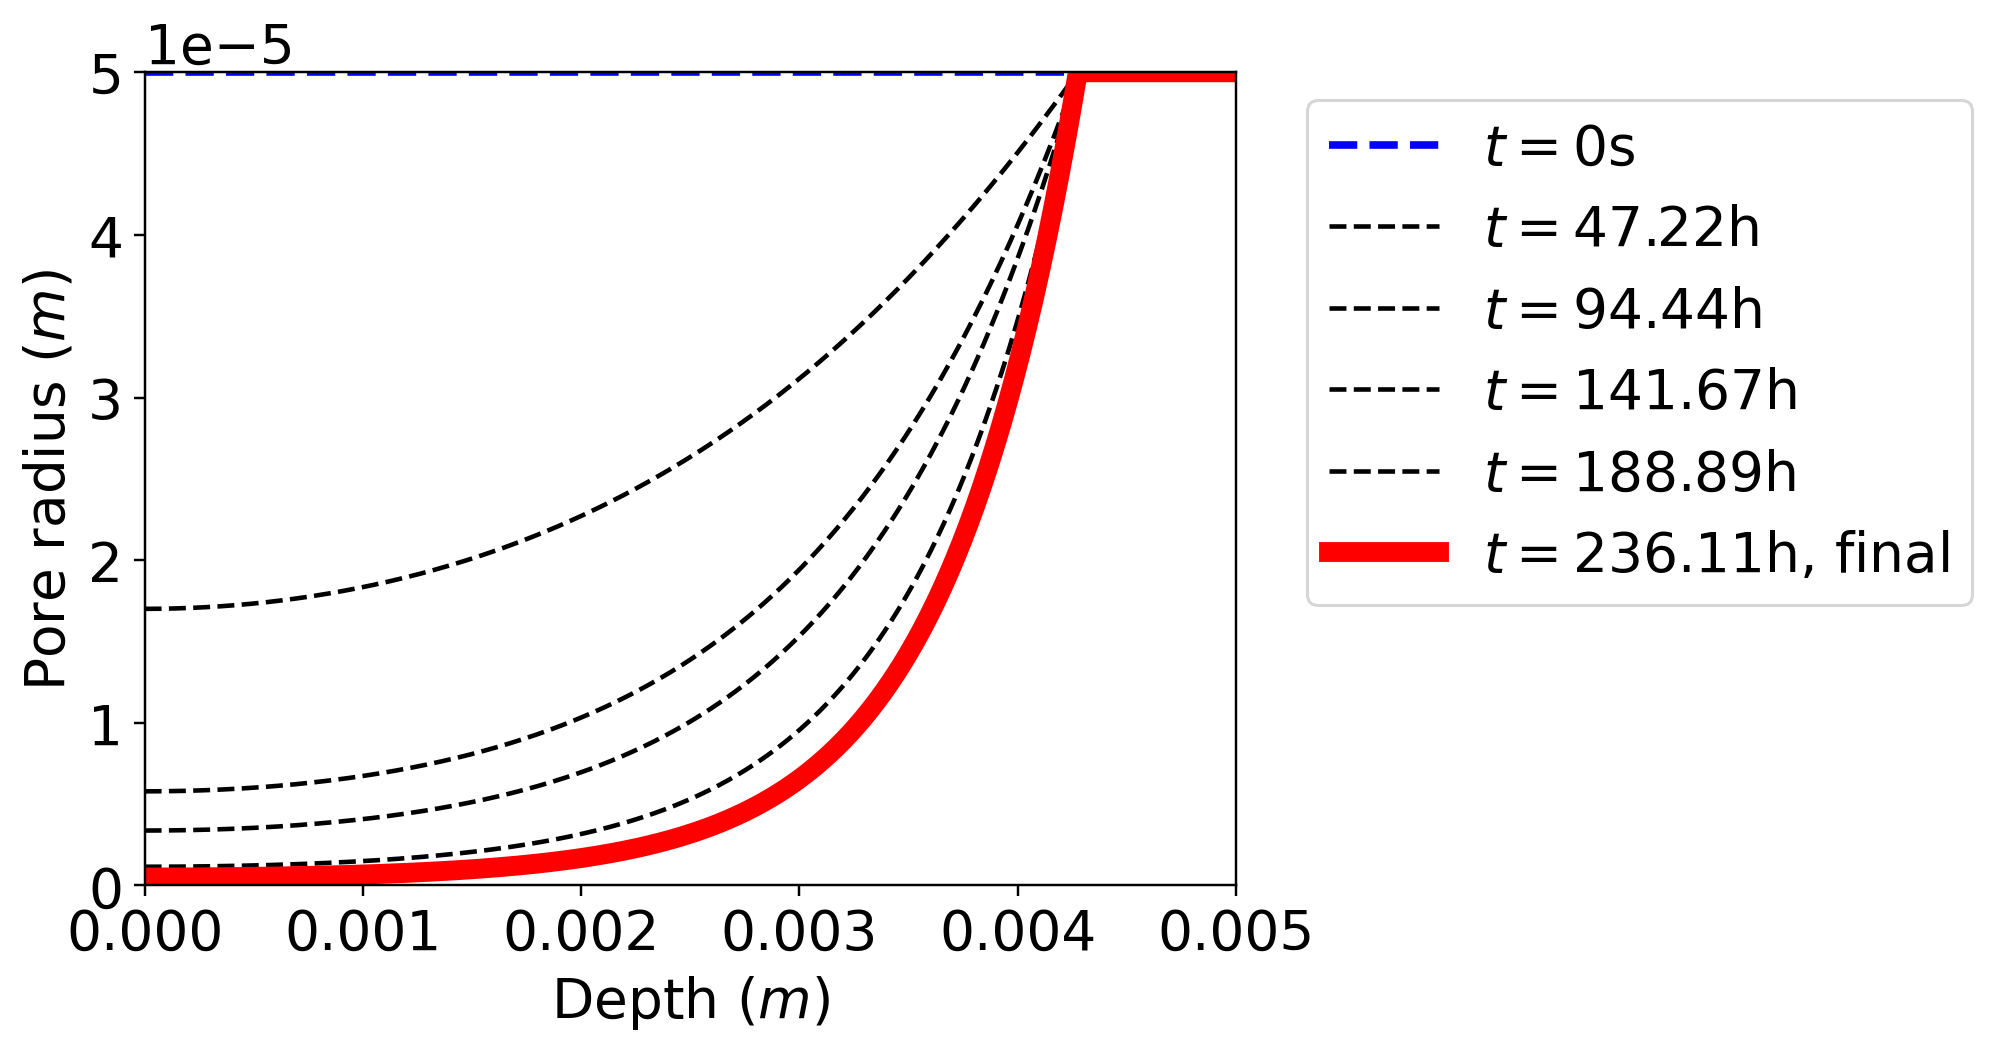 1e−5
5
4
3
2
1
0
Pore radius (m)
0.000 0.001 0.002 0.003 0.004 0.005
Depth (m)
t = 0s
t = 47.22h
t = 94.44h
t = 141.67h
t = 188.89h
t = 236.11h, final